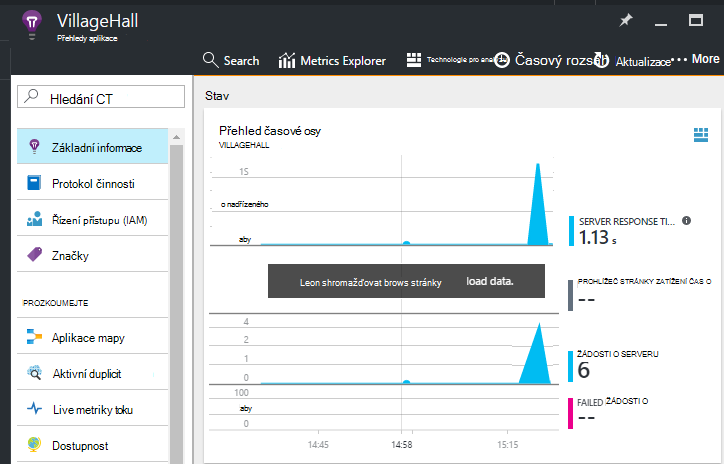 VillageHall
Přehledy aplikace
Search
Metrics Explorer
Technologie pro analýzu
Časový rozsah
Aktualizace
More
Hledání CT
Základní informace
Protokol činnosti
Řízení přístupu (IAM)
Značky
PROZKOUMEJTE
Aplikace mapy
Aktivní duplicit
Live metriky toku
Dostupnost
Stav
Přehled časové osy
VILLAGEHALL
1S
o nadřízeného
aby
SERVER RESPONSE TI...
1.13 s
Leon shromažďovat brows stránky load data.
PROHLÍŽEČ STRÁNKY ZATÍŽENÍ ČAS O
--
4
2
1
0
ŽÁDOSTI O SERVERU
6
100
aby
0
FAILED ŽÁDOSTI O
--
14:45
14:58
15:15